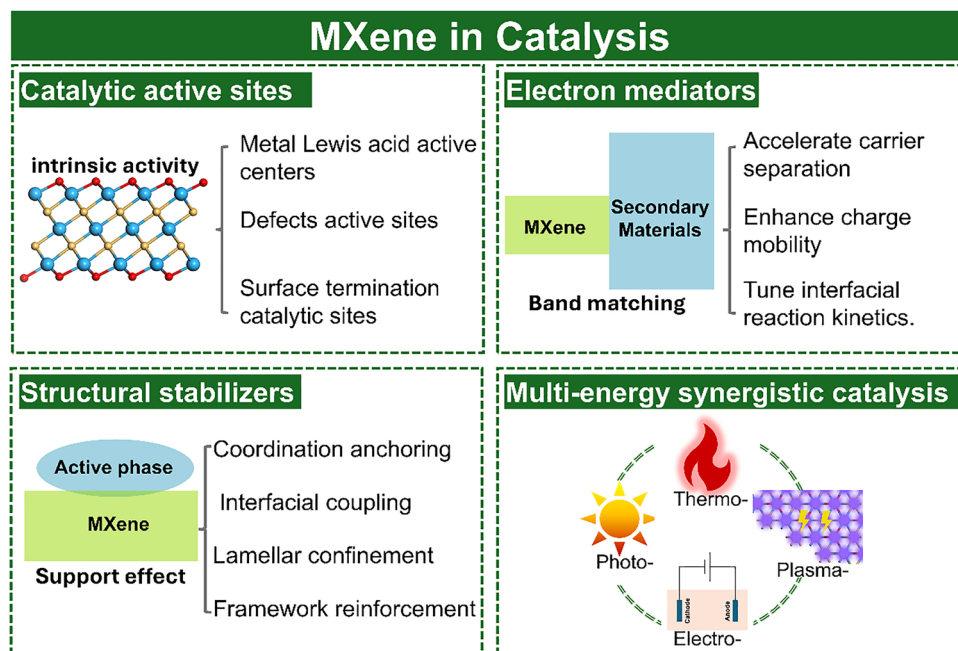 MXene in Catalysis
Catalytic active sites
intrinsic activity
Metal Lewis acid active
centers
Defects active sites
Surface termination
catalytic sites
Electron mediators
MXene
Secondary
Materials
Band matching
Accelerate carrier
separation
Enhance charge
mobility
Tune interfacial
reaction kinetics.
Structural stabilizers
Active phase
MXene
Support effect
Coordination anchoring
Interfacial coupling
Lamellar confinement
Framework reinforcement
Multi-energy synergistic catalysis
Thermo-
Photo-
Plasma-
Cathode
Anode
Electro-